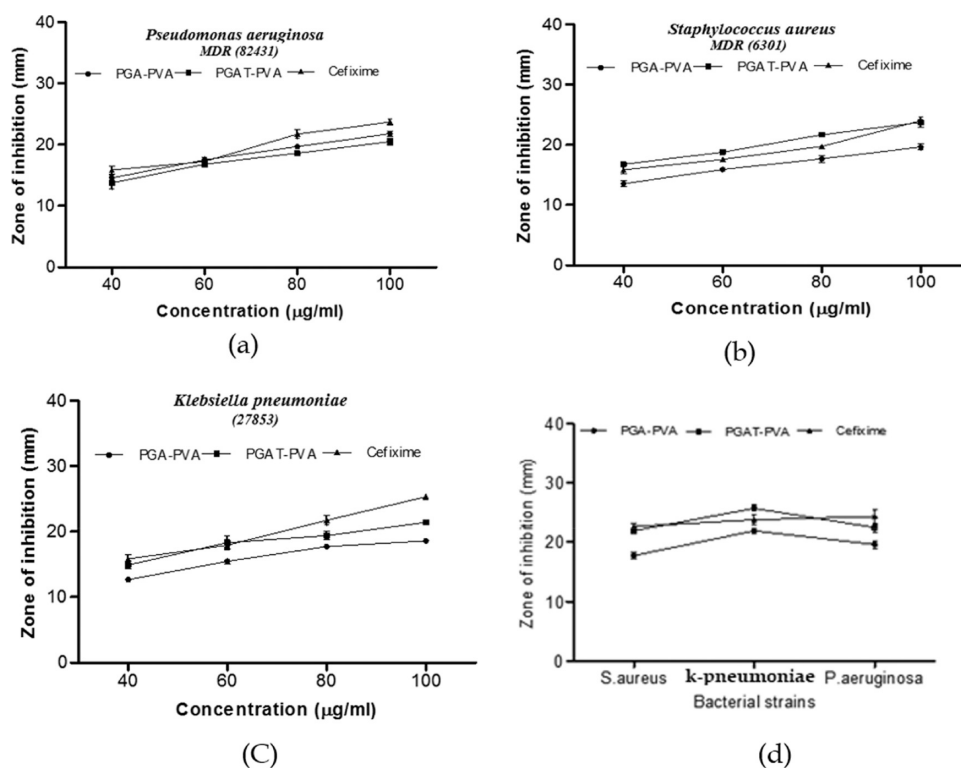 Pseudomonas aeruginosa
MDR (82431)
PGA-PVA PGAT-PVA Cefixime
Zone of inhibition (mm)
40
30
20
10
0
40 60 80 100
Concentration (μg/ml)
(a)
Staphylococcus aureus
MDR (6301)
PGA-PVA PGAT-PVA Cefixime
Zone of inhibition (mm)
40
30
20
10
0
40 60 80 100
Concentration (μg/ml)
(b)
Klebsiella pneumoniae
(27853)
PGA-PVA PGAT-PVA Cefixime
Zone of inhibition (mm)
40
30
20
10
0
40 60 80 100
Concentration (μg/ml)
(C)
PGA-PVA PGAT-PVA Cefixime
Zone of inhibition (mm)
40
30
20
10
0
S.aureus k-pneumoniae P.aeruginosa
Bacterial strains
(d)